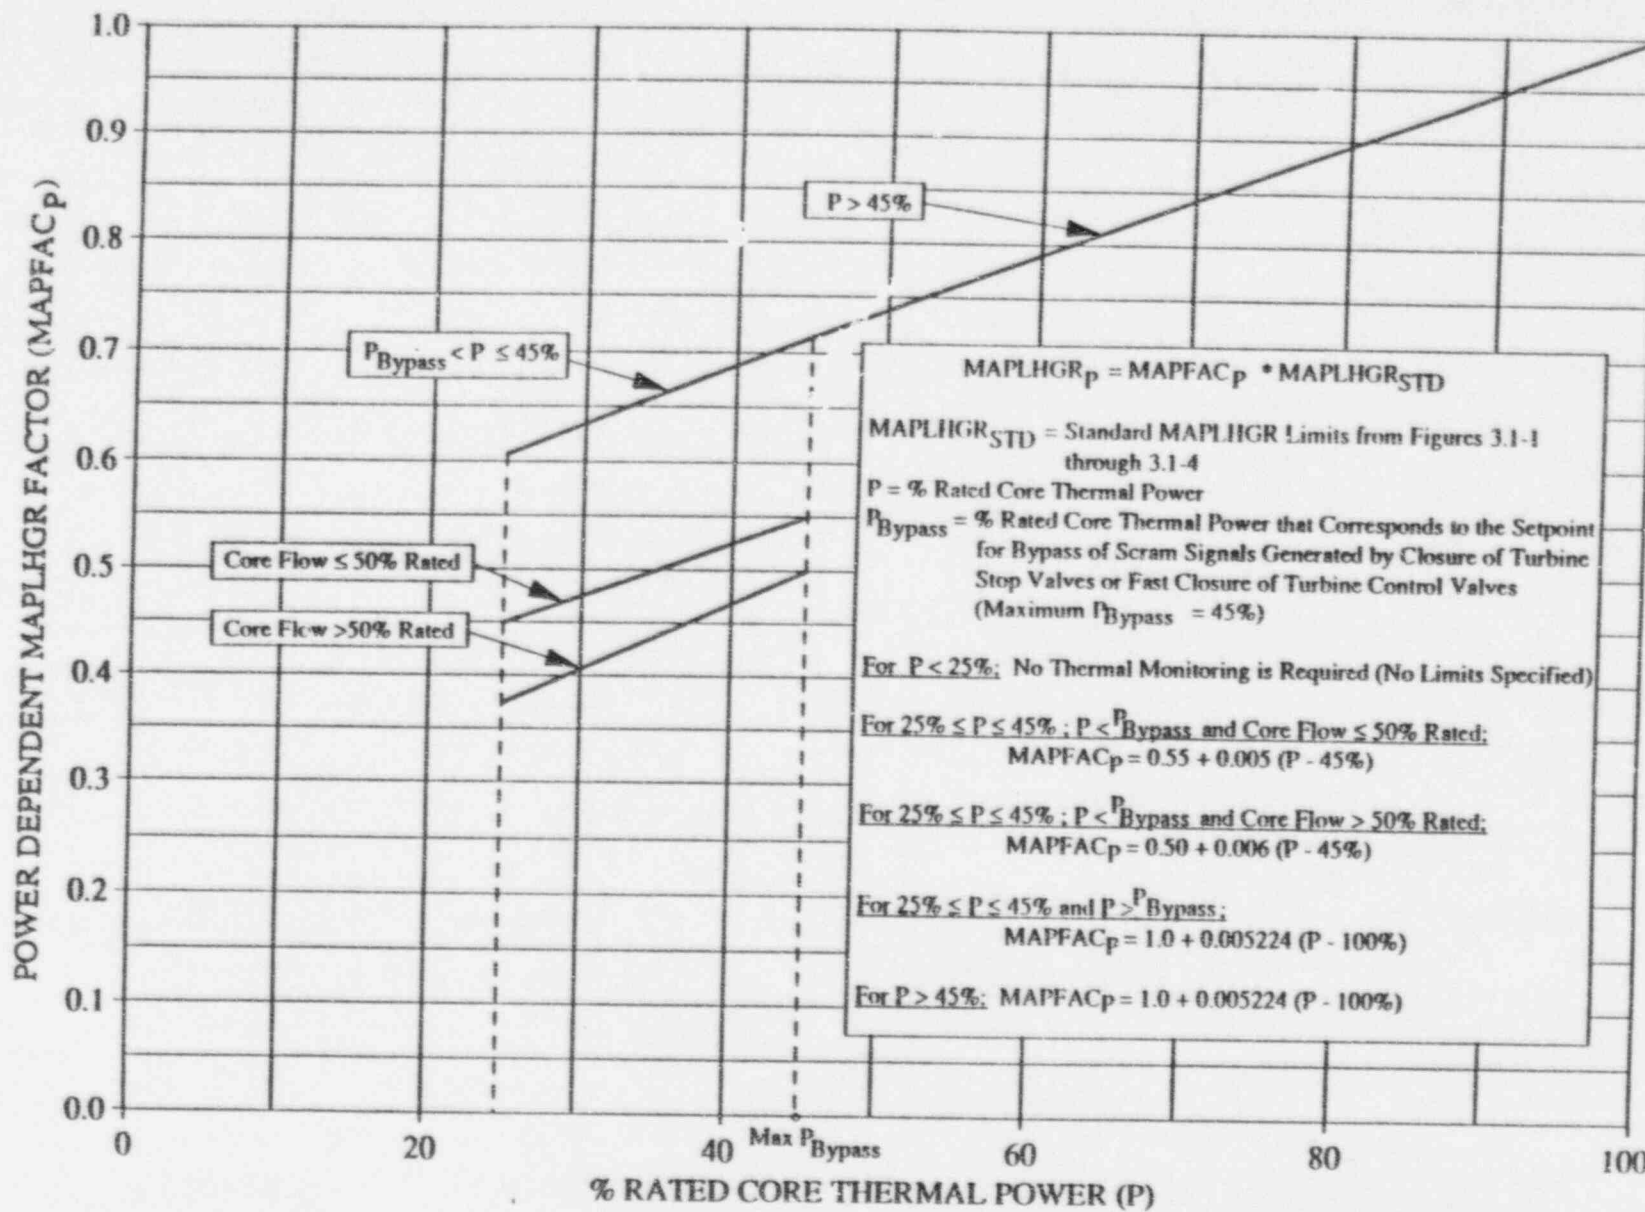 POWER DEPENDENT MAPLHGR FACTOR (MAPFACP)
1.0
0.9
0.8
0.7
0.6
0.5
0.4
0.3
0.2
0.1
0.0
P > 45%
PBypass < P ≤ 45%
Core Flow ≤ 50% Rated
Core Flow >50% Rated
MAPLHGRP = MAPFACP * MAPLHGRSTD
MAPLHGRSTD = Standard MAPLHGR Limits from Figures 3.1-1
through 3.1-4
P = % Rated Core Thermal Power
PBypass = % Rated Core Thermal Power that Corresponds to the Setpoint
for Bypass of Scram Signals Generated by Closure of Turbine
Stop Valves or Fast Closure of Turbine Control Valves
(Maximum PBypass = 45%)
For P < 25%; No Thermal Monitoring is Required (No Limits Specified)
For 25% ≤ P ≤ 45% ; P < PBypass and Core Flow ≤ 50% Rated;
MAPFACP = 0.55 + 0.005 (P - 45%)
For 25% ≤ P ≤ 45% ; P < PBypass and Core Flow > 50% Rated;
MAPFACP = 0.50 + 0.006 (P - 45%)
For 25% ≤ P ≤ 45% and P > PBypass;
MAPFACP = 1.0 + 0.005224 (P - 100%)
For P > 45%; MAPFACP = 1.0 + 0.005224 (P - 100%)
0
20
40
Max PBypass
60
80
100
% RATED CORE THERMAL POWER (P)